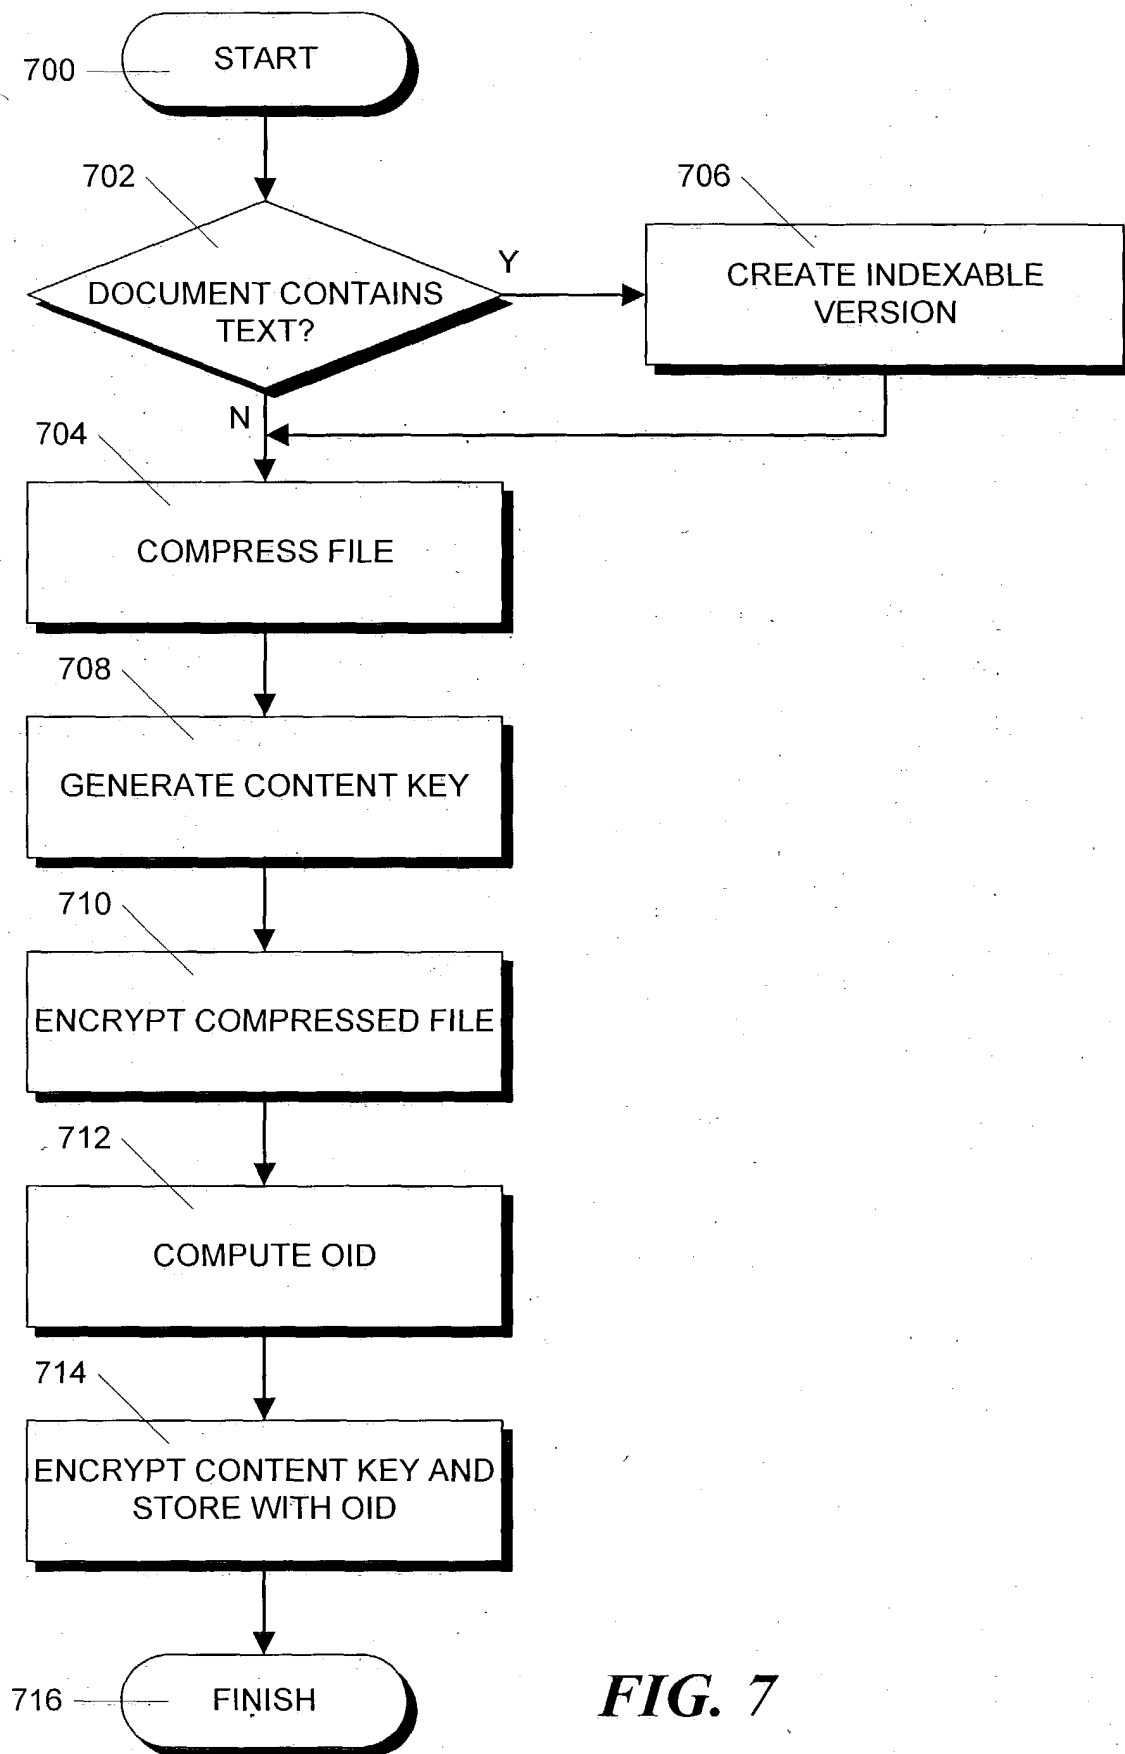 START
700
702
706
DOCUMENT CONTAINS
TEXT?
Y
CREATE INDEXABLE
VERSION
N
704
COMPRESS FILE
708
GENERATE CONTENT KEY
710
ENCRYPT COMPRESSED FILE
712
COMPUTE OID
714
ENCRYPT CONTENT KEY AND
STORE WITH OID
716
FINISH
FIG. 7